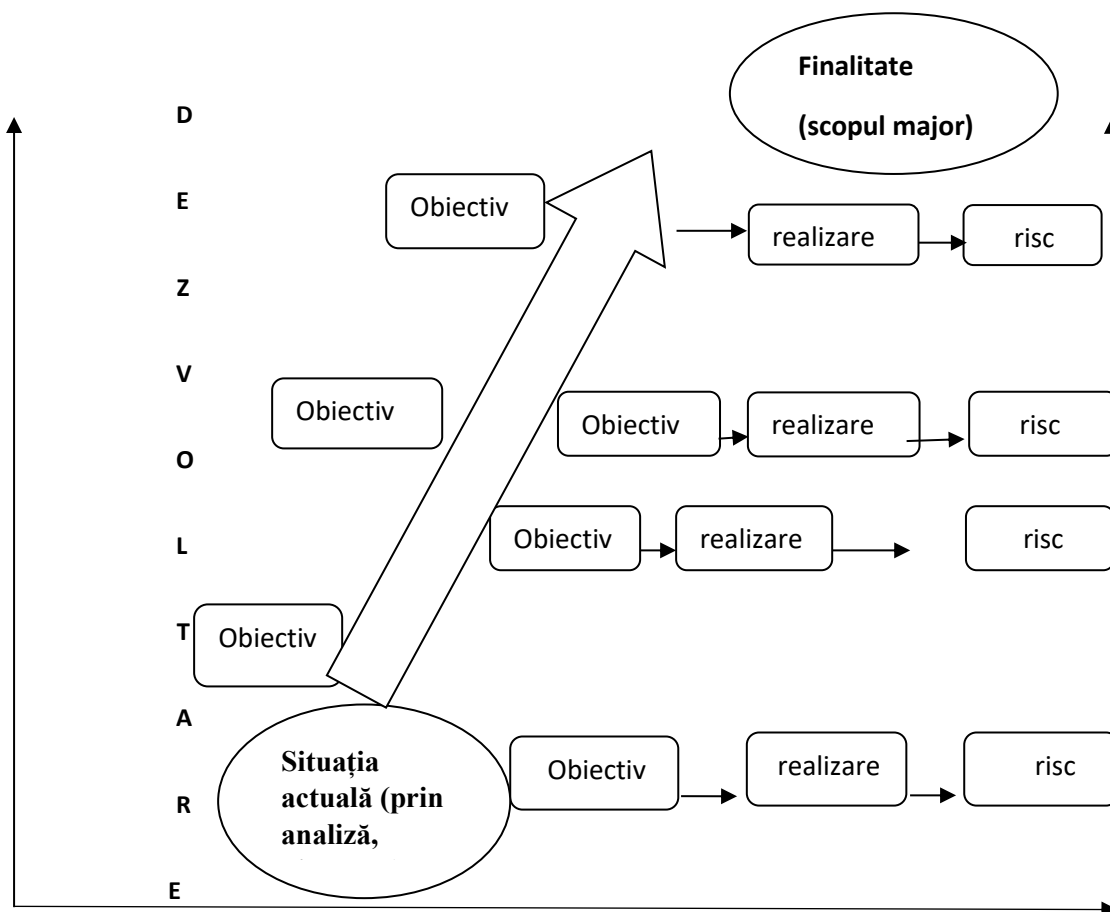 Finalitate
(scopul major)
D
E
Z
V
O
L
T
A
R
E
Obiectiv
realizare
risc
Obiectiv
Obiectiv
realizare
risc
Obiectiv
realizare
risc
Obiectiv
Situația
actuală (prin
analiză,
Obiectiv
realizare
risc